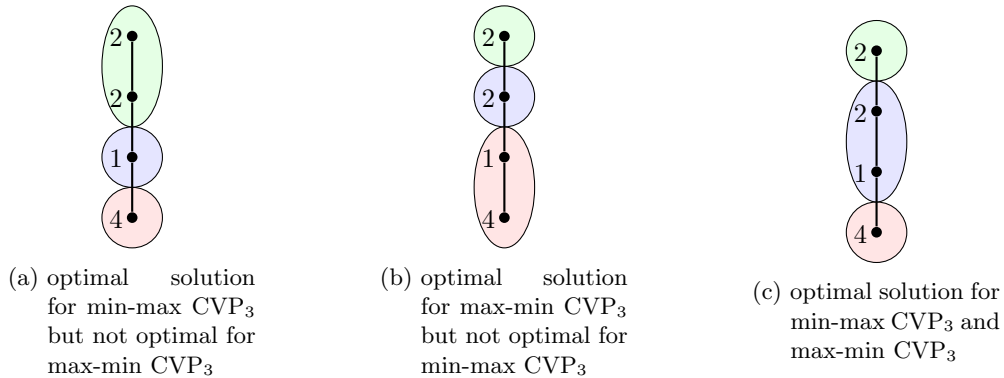 2
2
1
4
(a) optimal solution
for min-max CVP₃
but not optimal for
max-min CVP₃
2
2
1
4
(b) optimal solution
for max-min CVP₃
but not optimal for
min-max CVP₃
2
2
1
4
(c) optimal solution for
min-max CVP₃ and
max-min CVP₃